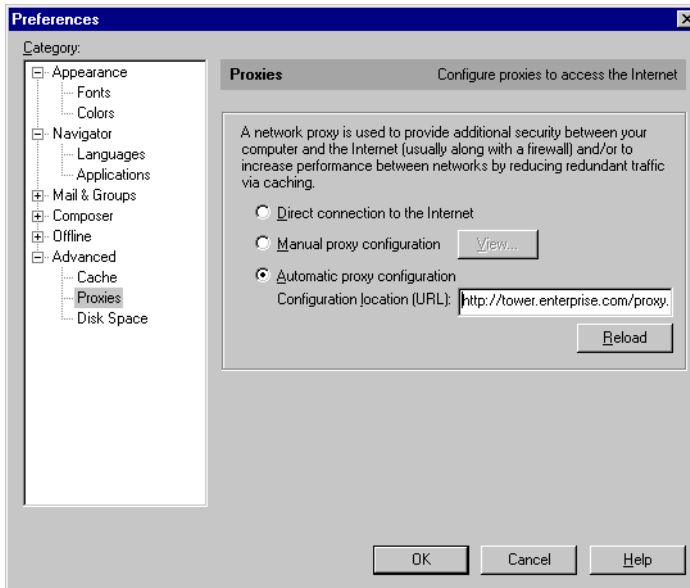 Preferences
Category:
Appearance
Fonts
Colors
Navigator
Languages
Applications
Mail & Groups
Composer
Offline
Advanced
Cache
Proxies
Disk Space
Proxies Configure proxies to access the Internet
A network proxy is used to provide additional security between your
computer and the Internet (usually along with a firewall) and/or to
increase performance between networks by reducing redundant traffic
via caching.
Direct connection to the Internet
Manual proxy configuration View...
Automatic proxy configuration
Configuration location (URL): http://tower.enterprise.com/proxy.
Reload
OK Cancel Help